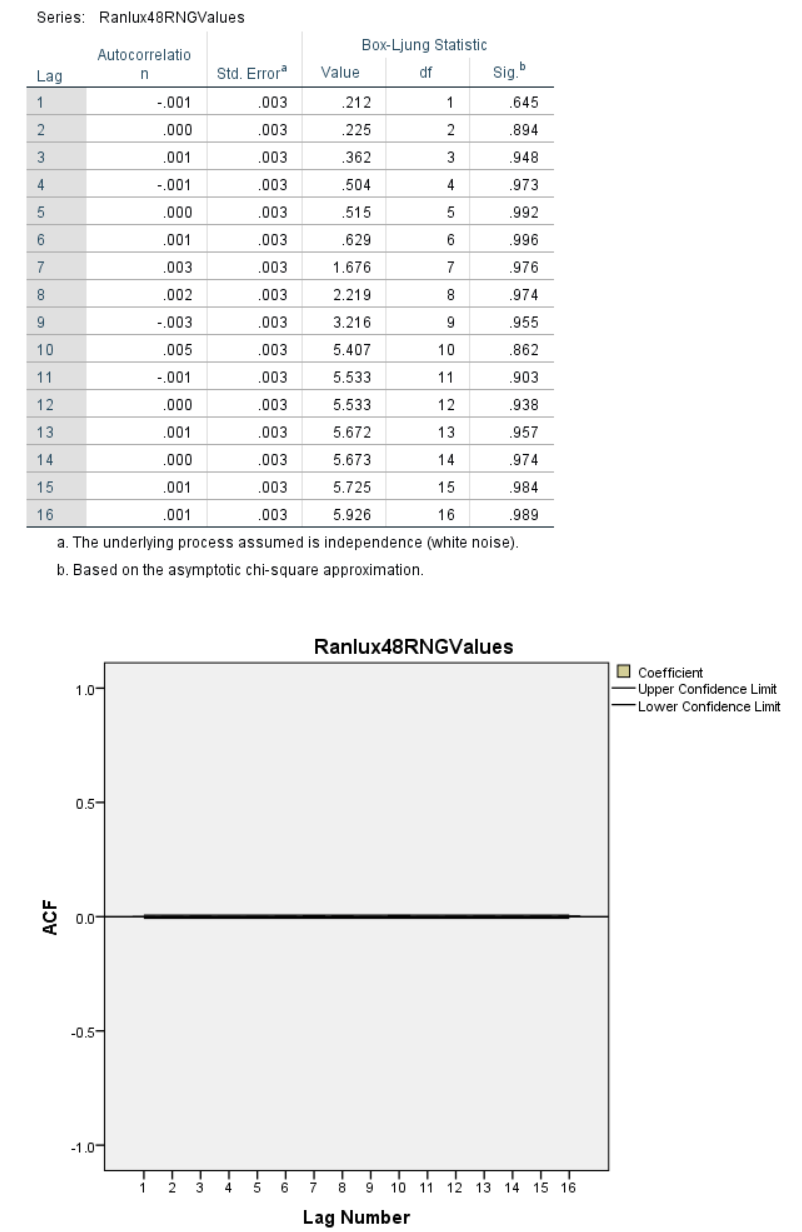 Series: Ranlux48RNGValues
Lag Autocorrelatio n Std. Errorª Box-Ljung Statistic
Value df Sig.ᵇ
1 -.001 .003 .212 1 .645
2 .000 .003 .225 2 .894
3 .001 .003 .362 3 .948
4 -.001 .003 .504 4 .973
5 .000 .003 .515 5 .992
6 .001 .003 .629 6 .996
7 .003 .003 1.676 7 .976
8 .002 .003 2.219 8 .974
9 -.003 .003 3.216 9 .955
10 .005 .003 5.407 10 .862
11 -.001 .003 5.533 11 .903
12 .000 .003 5.533 12 .938
13 .001 .003 5.672 13 .957
14 .000 .003 5.673 14 .974
15 .001 .003 5.725 15 .984
16 .001 .003 5.926 16 .989
a. The underlying process assumed is independence (white noise).
b. Based on the asymptotic chi-square approximation.
Ranlux48RNGValues
Coefficient
Upper Confidence Limit
Lower Confidence Limit
ACF
1.0
0.5
0.0
-0.5
-1.0
1 2 3 4 5 6 7 8 9 10 11 12 13 14 15 16
Lag Number